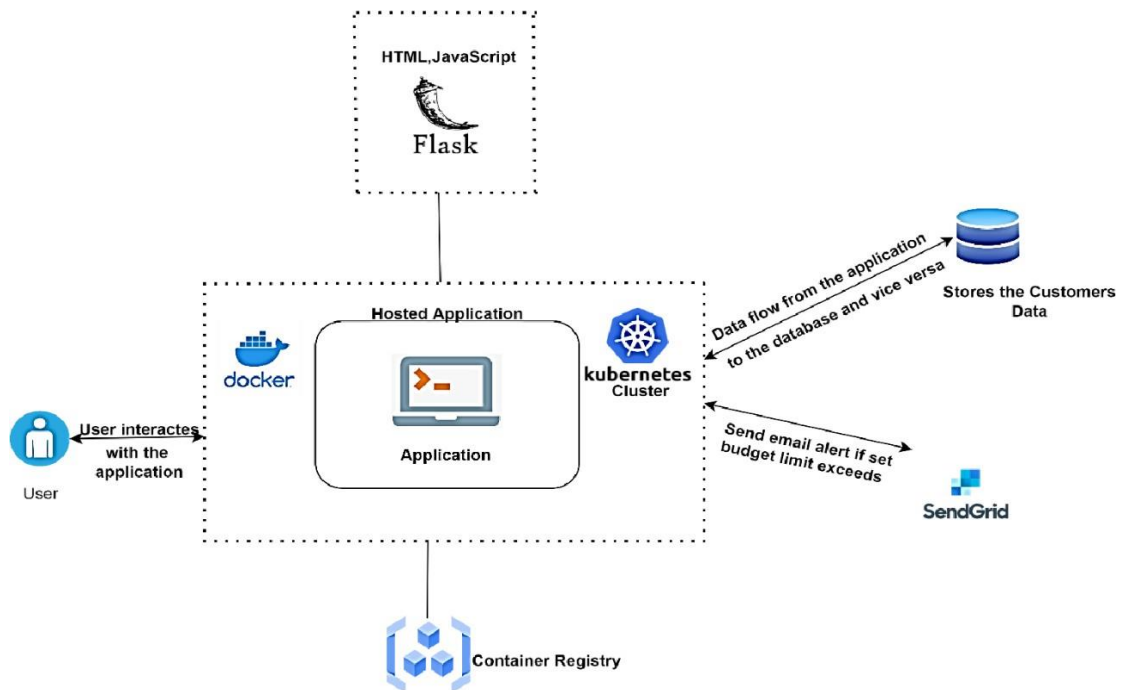 HTML,JavaScript
Flask
Hosted Application
docker
kubernetes
Cluster
Application
User interactes
with the
application
User
Data flow from the application
to the database and vice versa
Stores the Customers
Data
Send email alert if set
budget limit exceeds
SendGrid
Container Registry